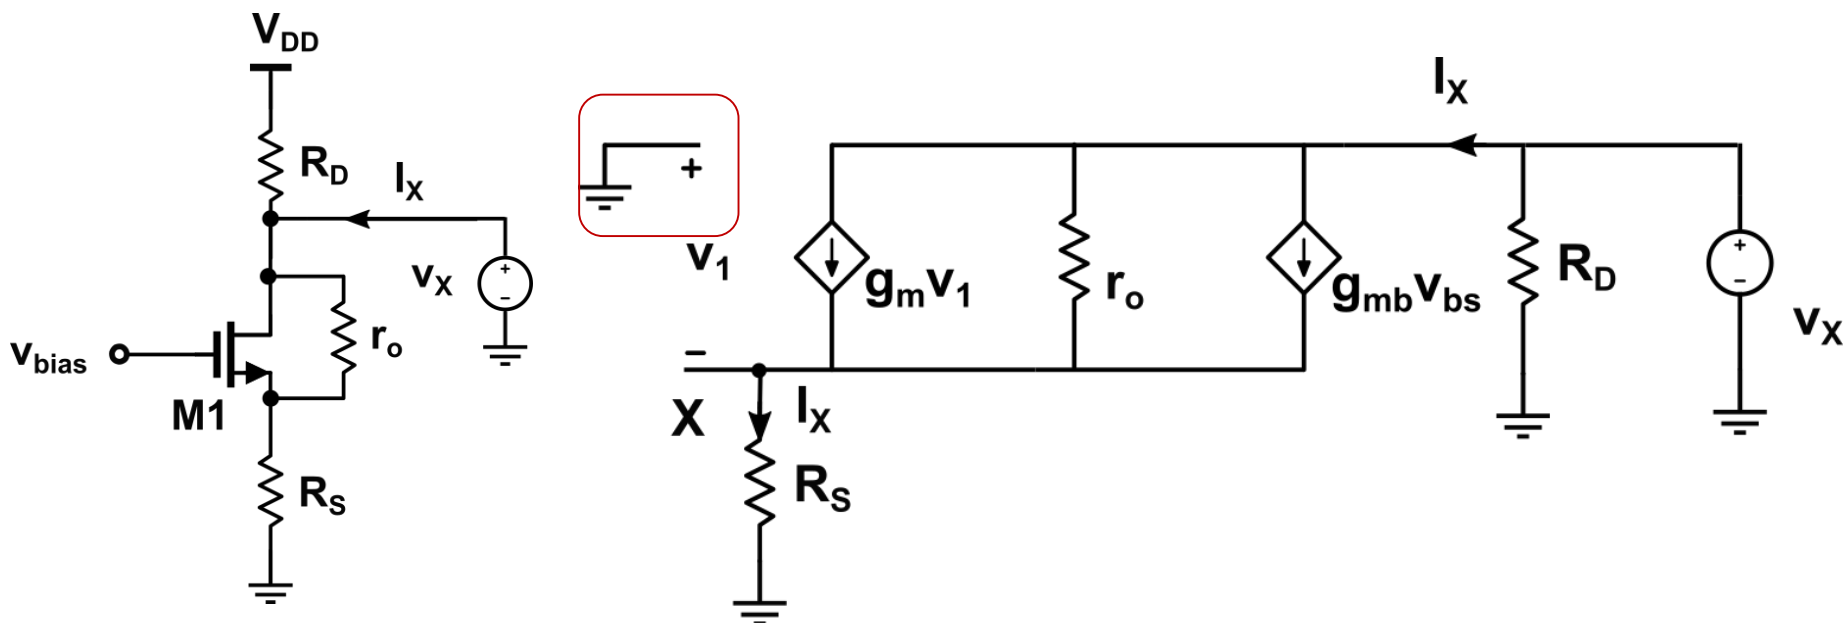 VDD
RD
IX
vX
+
−
ro
vbias
M1
RS
+
v1
−
X
IX
RS
gmv1
ro
gmbvbs
IX
RD
+
−
vX